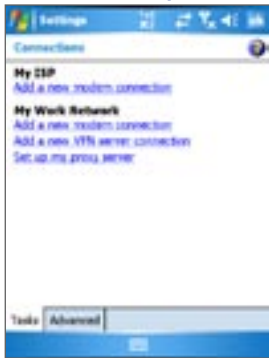 Settings
ok
Connections
My ISP
Add a new modem connection
My Work Network
Add a new modem connection
Add a new VPN server connection
Set up my proxy server
Tasks Advanced